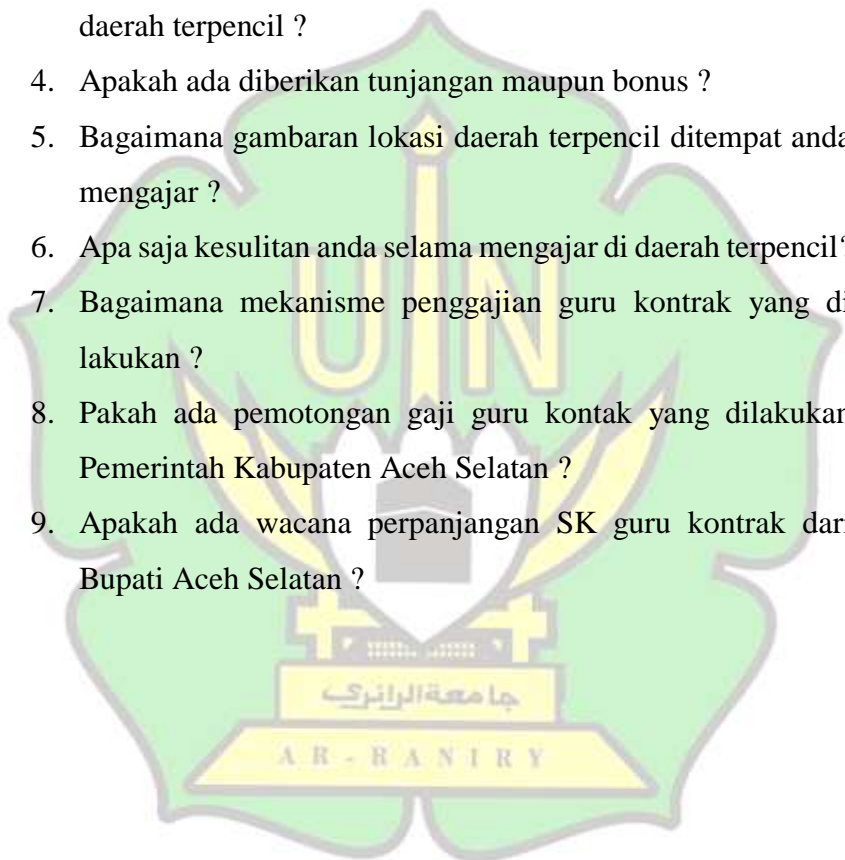 daerah terpencil ?
4. Apakah ada diberikan tunjangan maupun bonus ?
5. Bagaimana gambaran lokasi daerah terpencil ditempat anda
mengajar ?
6. Apa saja kesulitan anda selama mengajar di daerah terpencil?
7. Bagaimana mekanisme penggajian guru kontrak yang di
lakukan ?
8. Pakah ada pemotongan gaji guru kontak yang dilakukan
Pemerintah Kabupaten Aceh Selatan ?
9. Apakah ada wacana perpanjangan SK guru kontrak dari
Bupati Aceh Selatan ?
UIN
جامعة الرانري
AR-RANIRY